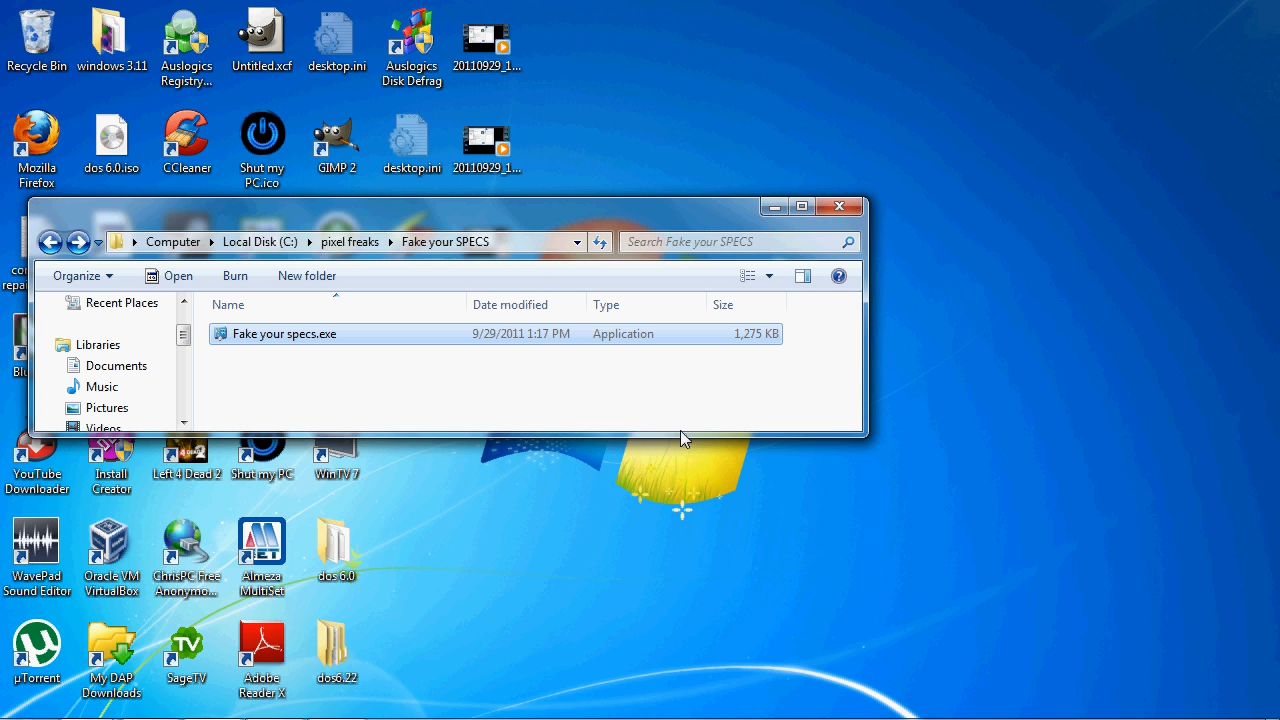 Recycle Bin
windows 3.11
Auslogics
Registry...
Untitled.xcf
desktop.ini
Auslogics
Disk Defrag
20110929_1...
Mozilla
Firefox
dos 6.0.iso
CCleaner
Shut my
PC.ico
GIMP 2
desktop.ini
20110929_1...
Computer
Local Disk (C:)
pixel freaks
Fake your SPECS
Search Fake your SPECS
Organize
Open
Burn
New folder
Recent Places
Libraries
Documents
Music
Pictures
Videos
Name
Date modified
Type
Size
Fake your specs.exe
9/29/2011 1:17 PM
Application
1,275 KB
YouTube
Downloader
Install
Creator
Left 4 Dead 2
Shut my PC
WinTV 7
WavePad
Sound Editor
Oracle VM
VirtualBox
ChrisPC Free
Anonymo...
Almeza
MultiSet
dos 6.0
µTorrent
My DAP
Downloads
SageTV
Adobe
Reader X
dos6.22